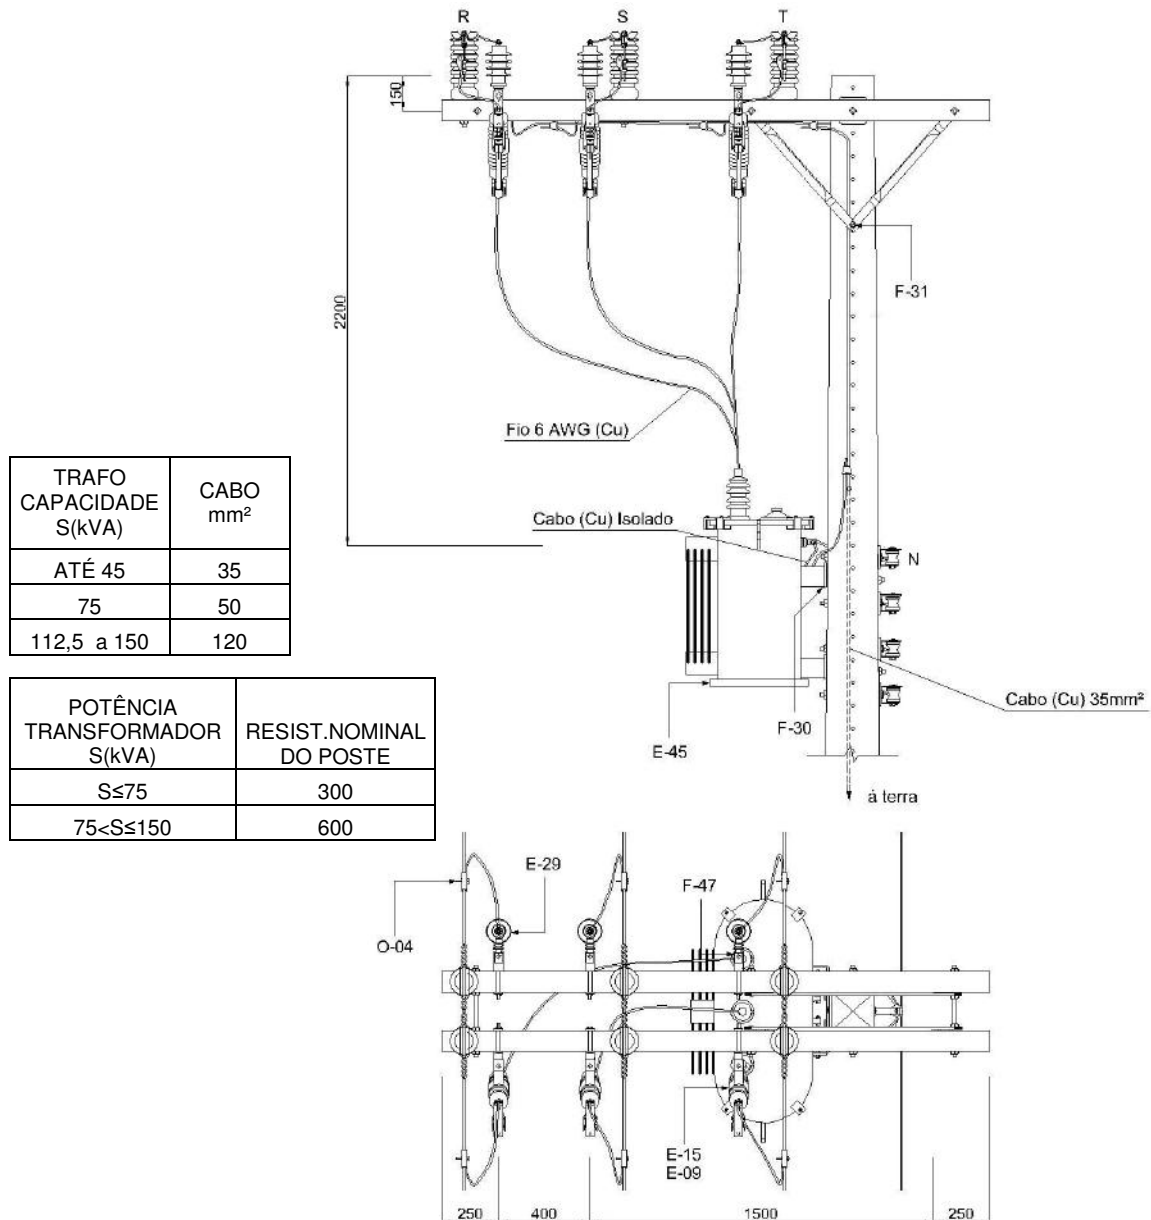 R
S
T
150
2200
F-31
Fio 6 AWG (Cu)
Cabo (Cu) Isolado
N
TRAFO
CAPACIDADE
S(kVA)
CABO
mm²
ATÉ 45
35
75
50
112,5 a 150
120
POTÊNCIA
TRANSFORMADOR
S(kVA)
RESIST.NOMINAL
DO POSTE
S≤75
300
75<S≤150
600
Cabo (Cu) 35mm²
F-30
E-45
à terra
E-29
F-47
O-04
E-15
E-09
250
400
1500
250